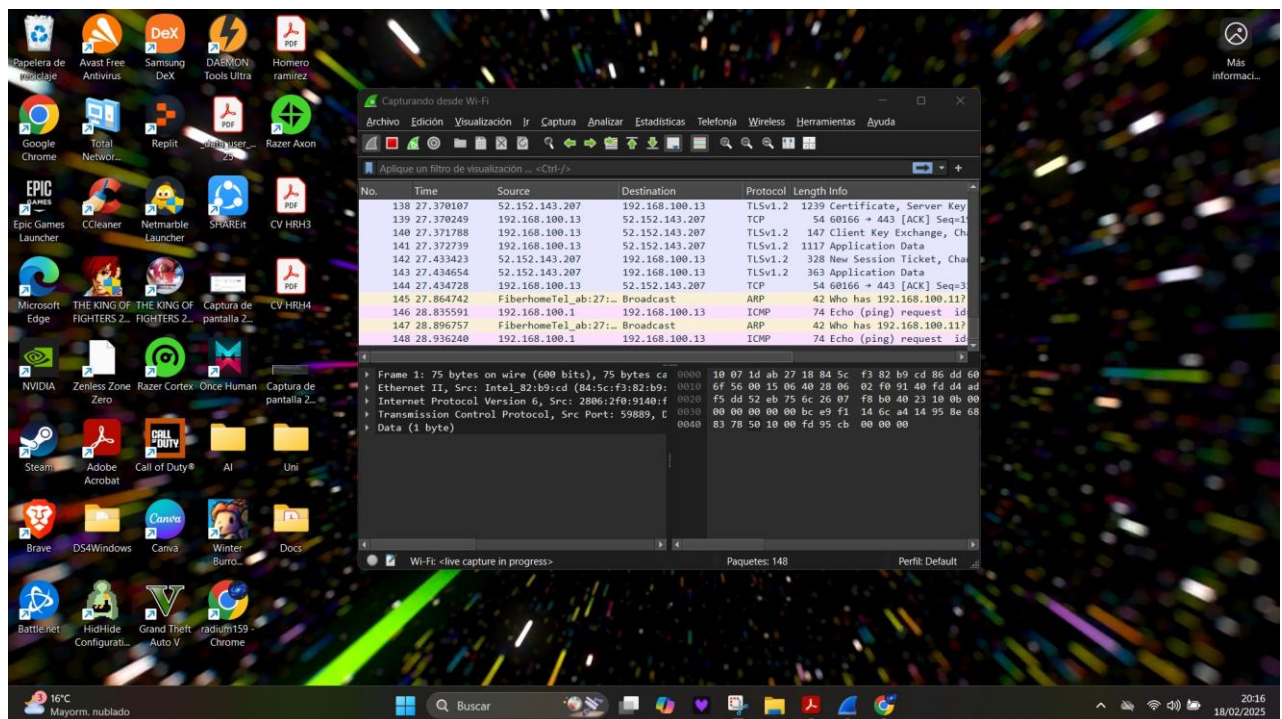 Papelera de reciclaje
Avast Free Antivirus
Samsung DeX
DAEMON Tools Ultra
Homero ramirez
Más informaci...
Google Chrome
Total Networ...
Replit
Razer Axon
Epic Games Launcher
CCleaner
Netmarble Launcher
SHAREit
CV HRH3
Microsoft Edge
THE KING OF FIGHTERS 2...
THE KING OF FIGHTERS 2...
Captura de pantalla 2...
CV HRH4
NVIDIA
Zenless Zone Zero
Razer Cortex
Once Human
Captura de pantalla 2...
Steam
Adobe Acrobat
Call of Duty®
AI
Uni
Brave
DS4Windows
Canva
Winter Burro...
Docs
Battle.net
HidHide Configurati...
Grand Theft Auto V
radium159 - Chrome
Capturando desde Wi-Fi
Archivo Edición Visualización Ir Captura Analizar Estadísticas Telefonía Wireless Herramientas Ayuda
Aplique un filtro de visualización ... <Ctrl-/>
No. Time Source Destination Protocol Length Info
138 27.370107 52.152.143.207 192.168.100.13 TLSv1.2 1239 Certificate, Server Key
139 27.370249 192.168.100.13 52.152.143.207 TCP 54 60166 → 443 [ACK] Seq=1
140 27.371788 192.168.100.13 52.152.143.207 TLSv1.2 147 Client Key Exchange, Ch
141 27.372739 192.168.100.13 52.152.143.207 TLSv1.2 1117 Application Data
142 27.433423 52.152.143.207 192.168.100.13 TLSv1.2 328 New Session Ticket, Cha
143 27.434654 52.152.143.207 192.168.100.13 TLSv1.2 363 Application Data
144 27.434728 192.168.100.13 52.152.143.207 TCP 54 60166 → 443 [ACK] Seq=3
145 27.864742 FiberhomeTel_ab:27:… Broadcast ARP 42 Who has 192.168.100.11?
146 28.835591 192.168.100.1 192.168.100.13 ICMP 74 Echo (ping) request id
147 28.896757 FiberhomeTel_ab:27:… Broadcast ARP 42 Who has 192.168.100.11?
148 28.936240 192.168.100.1 192.168.100.13 ICMP 74 Echo (ping) request id
Frame 1: 75 bytes on wire (600 bits), 75 bytes ca
Ethernet II, Src: Intel_82:b9:cd (84:5c:f3:82:b9:
Internet Protocol Version 6, Src: 2806:2f0:9140:f
Transmission Control Protocol, Src Port: 59889, D
Data (1 byte)
0000 10 07 1d ab 27 18 84 5c f3 82 b9 cd 86 dd 60
0010 6f 56 00 15 06 40 28 06 02 f0 91 40 fd d4 ad
0020 f5 dd 52 eb 75 6c 26 07 f8 b0 40 23 10 0b 00
0030 00 00 00 00 00 bc e9 f1 14 6c a4 14 95 8e 68
0040 83 78 50 10 00 fd 95 cb 00 00 00
Wi-Fi: <live capture in progress>
Paquetes: 148
Perfil: Default
16°C
Mayorm. nublado
Buscar
20:16
18/02/2025